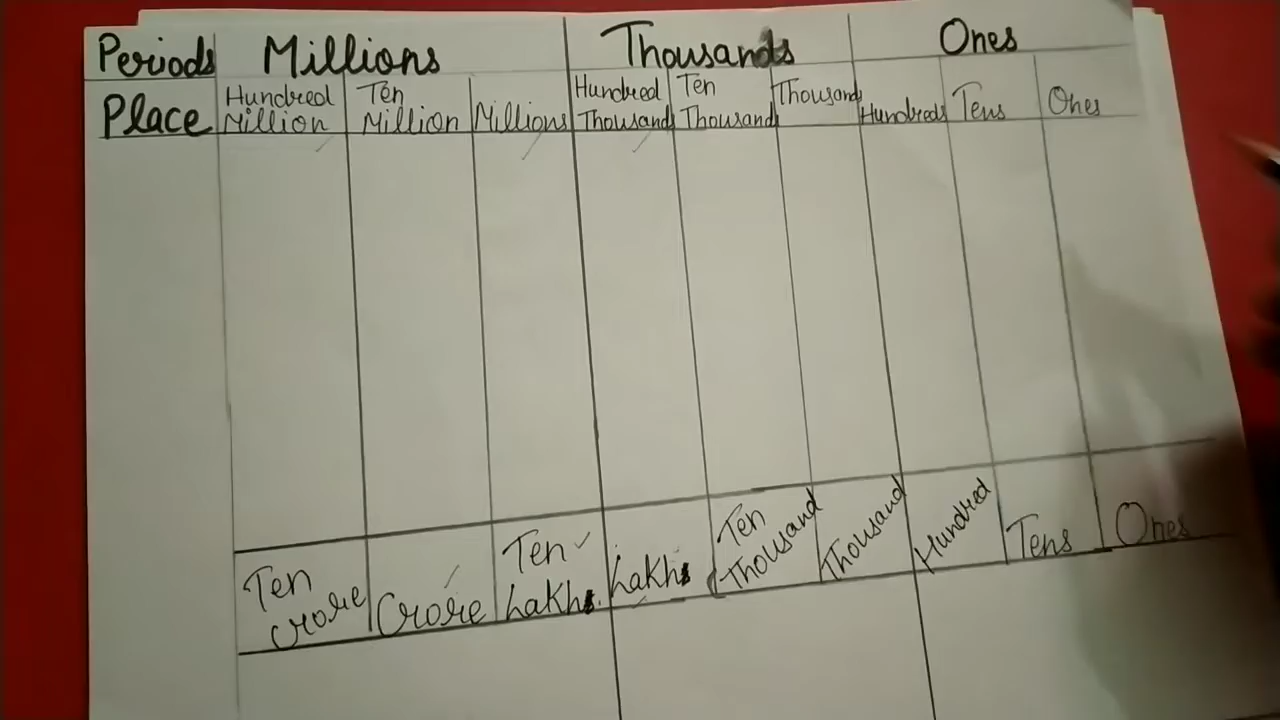 Periods Millions Thousands Ones
Place Hundred Million Ten Million Millions Hundred Thousand Ten Thousand Thousand Hundreds Tens Ones
Ten Crore Crore Ten Lakhs Lakhs Ten Thousand Thousand Hundred Tens Ones